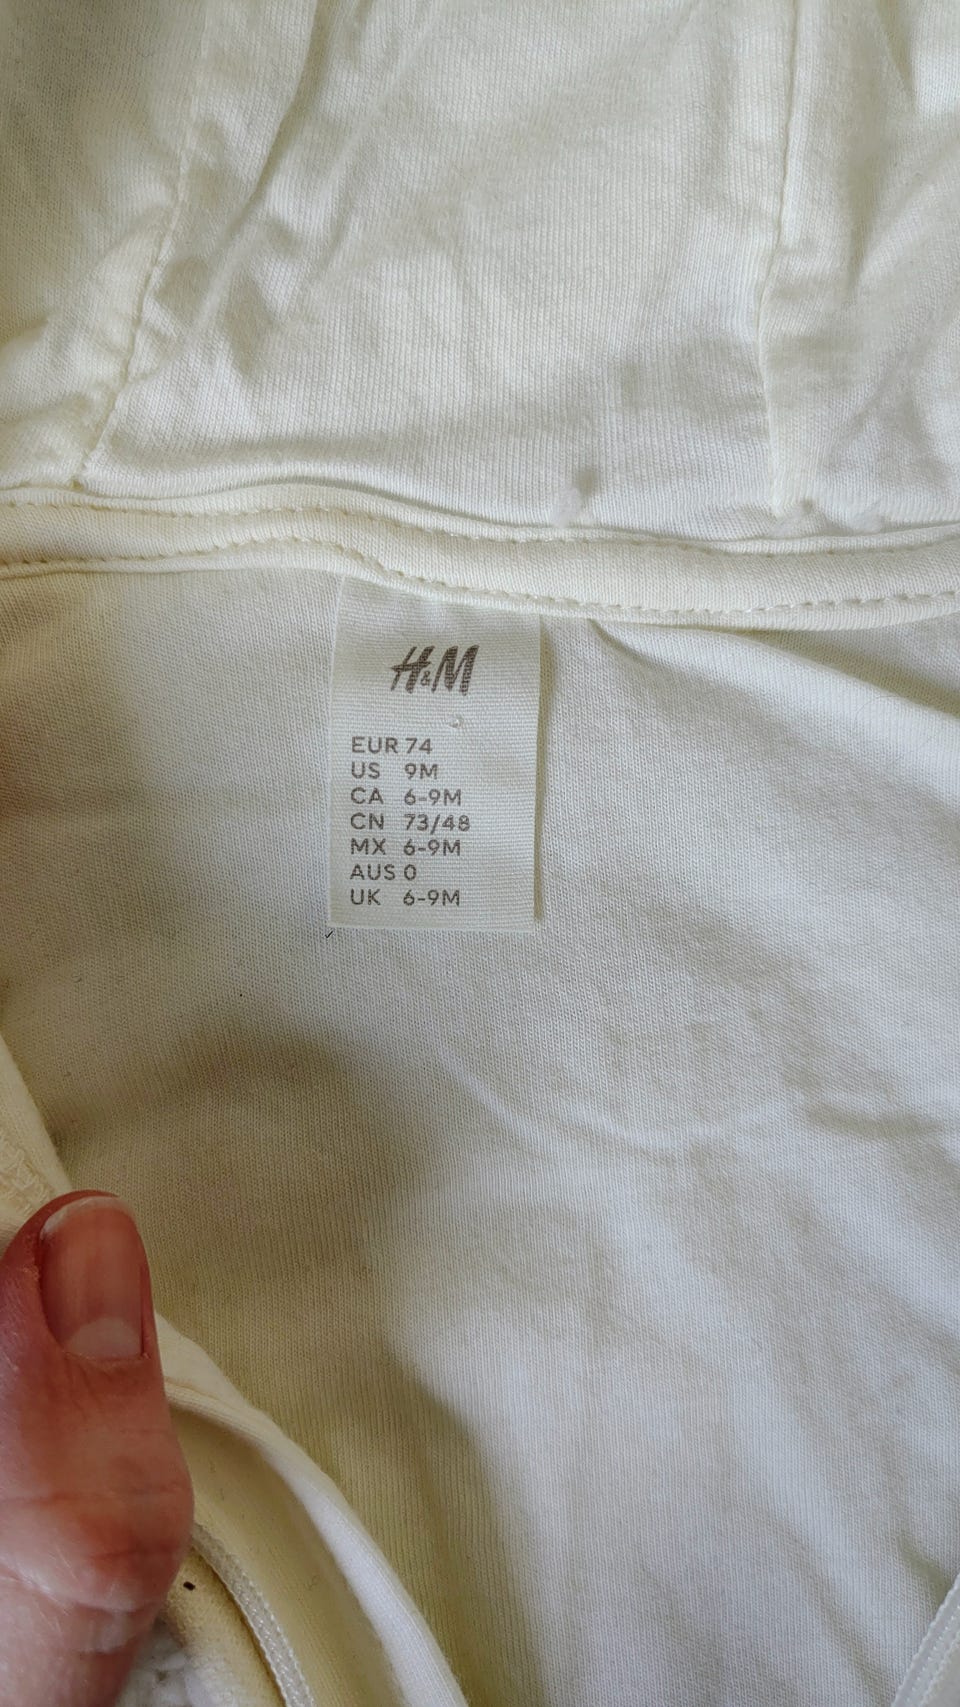 H&M
EUR 74
US 9M
CA 6-9M
CN 73/48
MX 6-9M
AUS 0
UK 6-9M